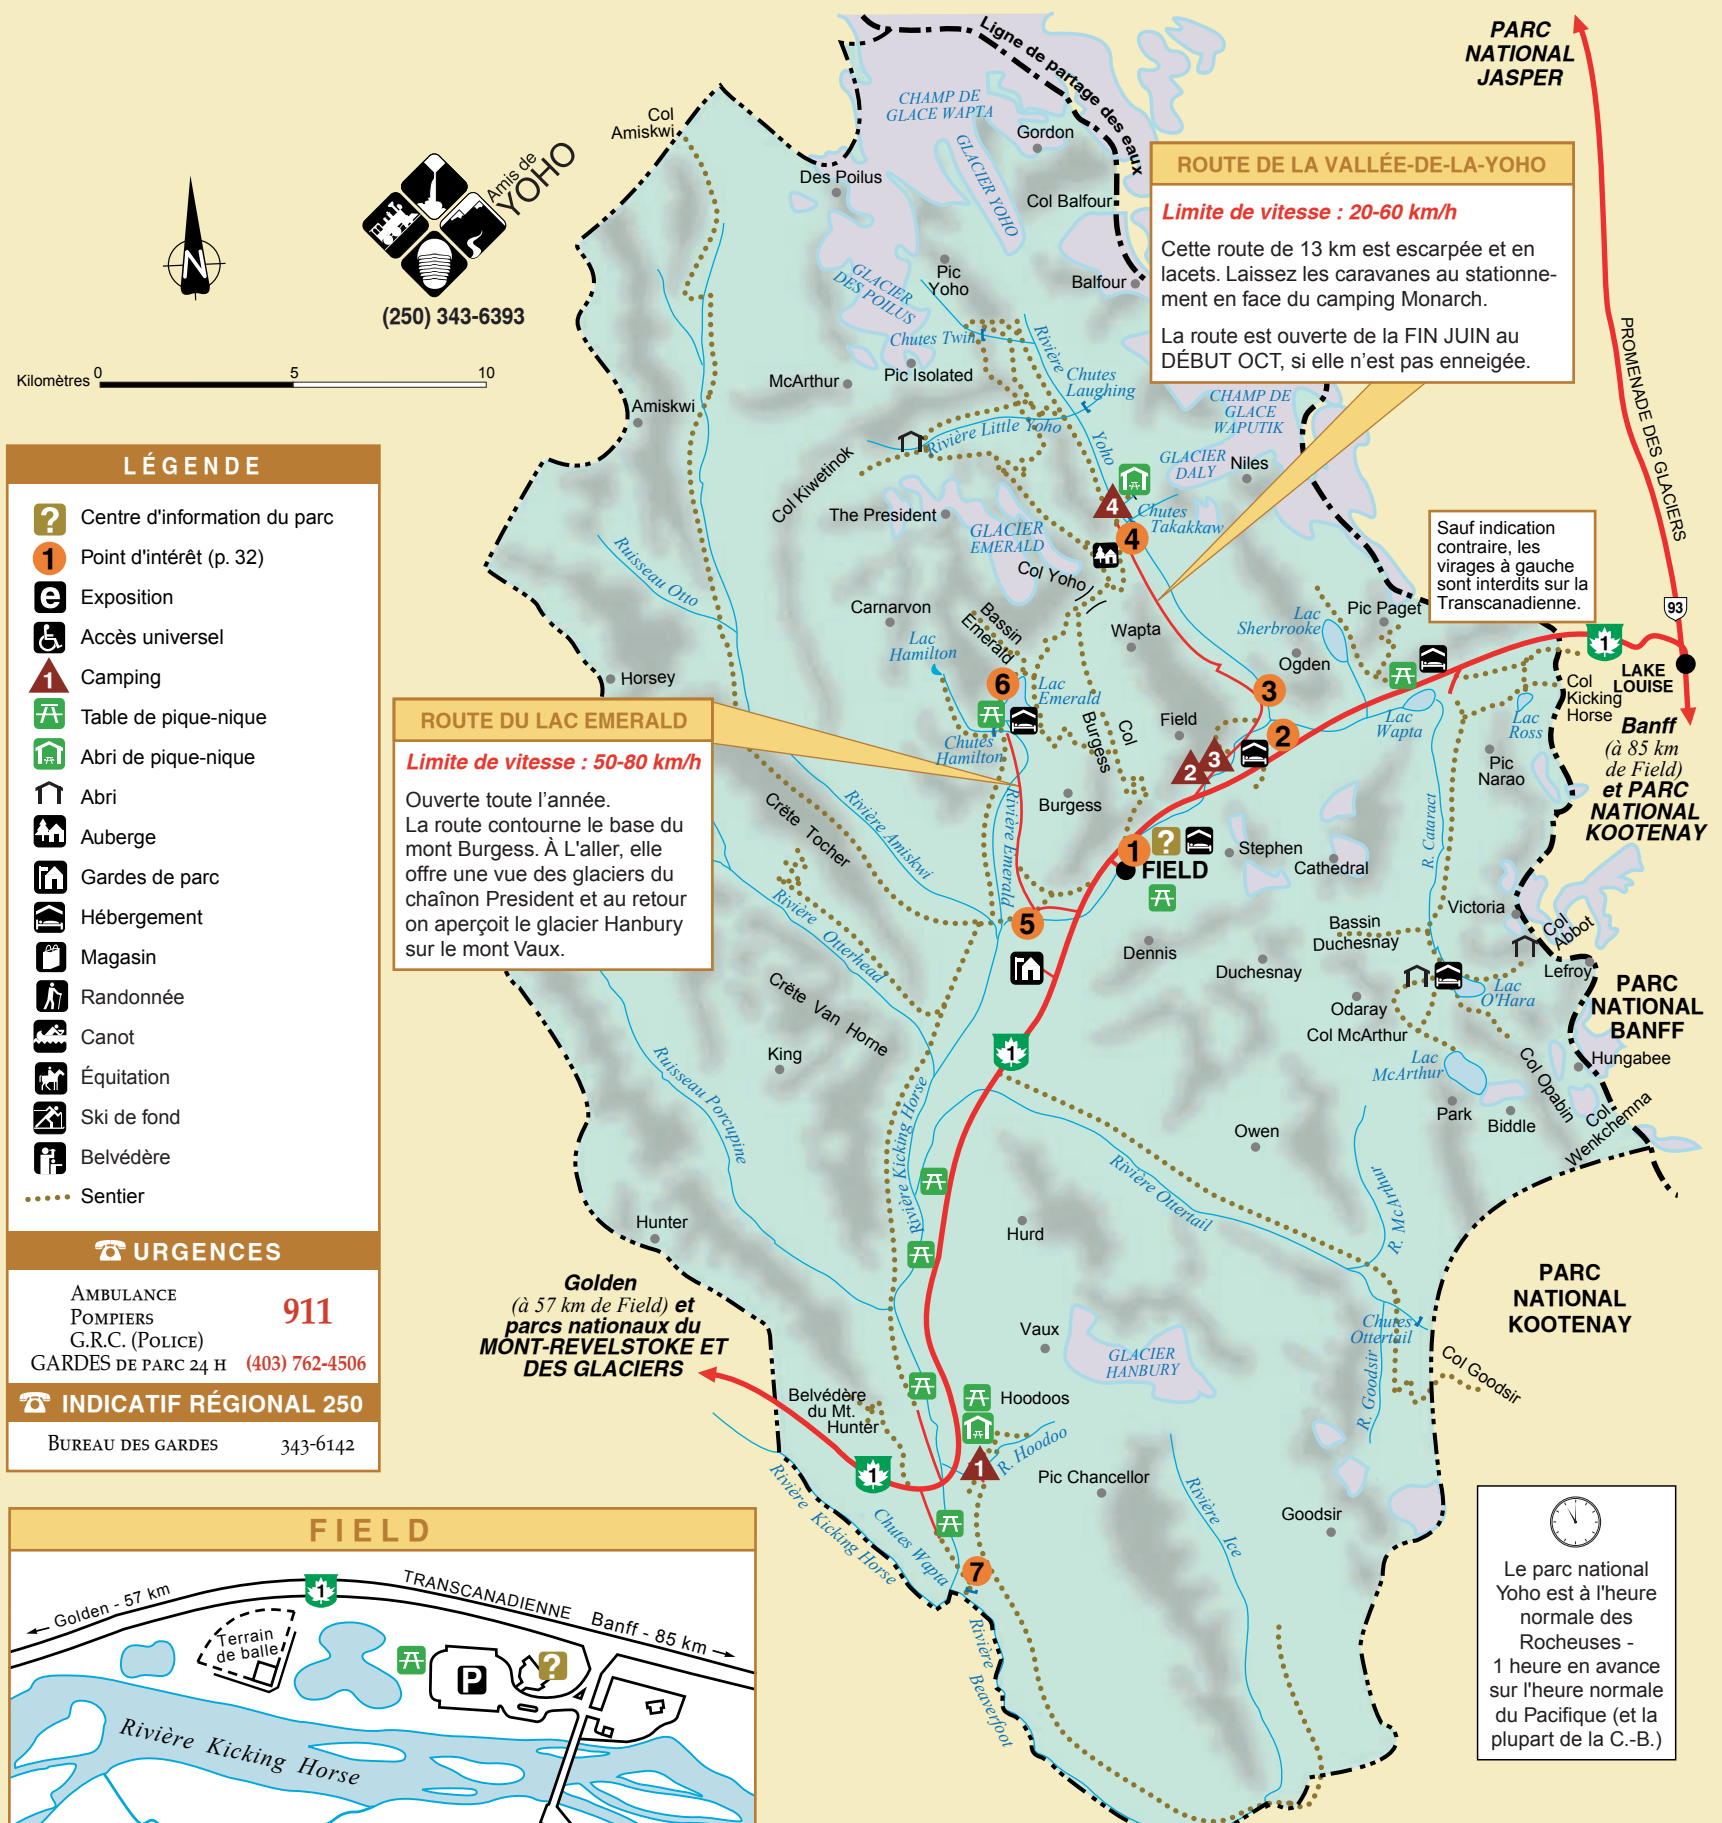 PARC
NATIONAL
JASPER
Ligne de partage des eaux
Col
Amiskwi
CHAMP DE
GLACE WAPTA
Gordon
GLACIER YOHO
Des Poilus
Col Balfour
Amis de
YOHO
(250) 343-6393
N
Kilomètres 0 5 10
ROUTE DE LA VALLÉE-DE-LA-YOHO
Limite de vitesse : 20-60 km/h
Cette route de 13 km est escarpée et en
lacets. Laissez les caravanes au stationne-
ment en face du camping Monarch.
La route est ouverte de la FIN JUIN au
DÉBUT OCT, si elle n'est pas enneigée.
PROMENADE DES GLACIERS
GLACIER
DES POILUS
Pic
Yoho
Balfour
Chutes Twin
Rivière
Yoho
Pic Isolated
McArthur
Chutes
Laughing
Amiskwi
CHAMP DE
GLACE
WAPUTIK
Rivière Little Yoho
Col Kiwetinok
GLACIER
DALY
Niles
4
The President
GLACIER
EMERALD
Chutes
Takakkaw
4
Ruisseau Otto
Col Yoho
Sauf indication
contraire, les
virages à gauche
sont interdits sur la
Transcanadienne.
93
1
Carnarvon
Bassin
Emerald
Lac
Hamilton
Wapta
Lac
Sherbrooke
Pic Paget
Ogden
LAKE
LOUISE
Horsey
6
Lac
Emerald
3
Col
Kicking
Horse
Banff
(à 85 km
de Field)
et PARC
NATIONAL
KOOTENAY
Lac
Wapta
Lac
Ross
Field
Col
Burgess
2
Chutes
Hamilton
2
3
Pic
Narao
ROUTE DU LAC EMERALD
Limite de vitesse : 50-80 km/h
Ouverte toute l'année.
La route contourne le base du
mont Burgess. À L'aller, elle
offre une vue des glaciers du
chaînon President et au retour
on aperçoit le glacier Hanbury
sur le mont Vaux.
Burgess
Rivière Emerald
Rivière Amiskwi
Crête Tocher
1
?
FIELD
Stephen
Cathedral
R. Cataract
Rivière Otterhead
5
Dennis
Duchesnay
Bassin
Duchesnay
Victoria
Col
Abbot
Lefroy
PARC
NATIONAL
BANFF
Crête Van Horne
Lac
O'Hara
Odaray
Col McArthur
1
King
Lac
McArthur
Col Opabin
Hungabee
Ruisseau Porcupine
Rivière Kicking Horse
Park
Biddle
Col
Wenkchemna
Owen
Rivière Ottertail
R. McArthur
Hunter
Hurd
PARC
NATIONAL
KOOTENAY
Golden
(à 57 km de Field) et
parcs nationaux du
MONT-REVELSTOKE ET
DES GLACIERS
Vaux
GLACIER
HANBURY
Chutes
Ottertail
R. Goodsir
Col Goodsir
Belvédère
du Mt.
Hunter
Hoodoos
1
1
R. Hoodoo
Pic Chancellor
Rivière
Kicking Horse
Chutes Wapta
Rivière Ice
Goodsir
7
Rivière
Beaverfoot
Le parc national
Yoho est à l'heure
normale des
Rocheuses -
1 heure en avance
sur l'heure normale
du Pacifique (et la
plupart de la C.-B.)
LÉGENDE
? Centre d'information du parc
1 Point d'intérêt (p. 32)
e Exposition
Accès universel
1 Camping
Table de pique-nique
Abri de pique-nique
Abri
Auberge
Gardes de parc
Hébergement
Magasin
Randonnée
Canot
Équitation
Ski de fond
Belvédère
Sentier
URGENCES
AMBULANCE
POMPIERS 911
G.R.C. (POLICE)
GARDES DE PARC 24 H (403) 762-4506
INDICATIF RÉGIONAL 250
BUREAU DES GARDES 343-6142
FIELD
1
Golden - 57 km
TRANSCANADIENNE
Banff - 85 km
Terrain
de balle
P
?
Rivière Kicking Horse